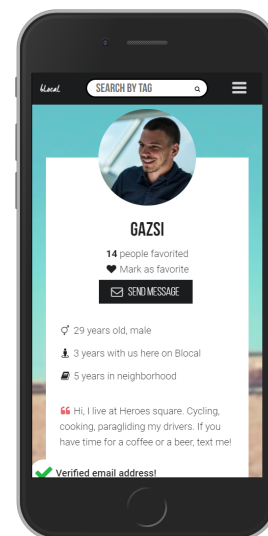 blocal
SEARCH BY TAG
GAZSI
14 people favorited
Mark as favorite
SEND MESSAGE
29 years old, male
3 years with us here on Blocal
5 years in neighborhood
Hi, I live at Heroes square. Cycling,
cooking, paragliding my drivers. If you
have time for a coffee or a beer, text me!
Verified email address!